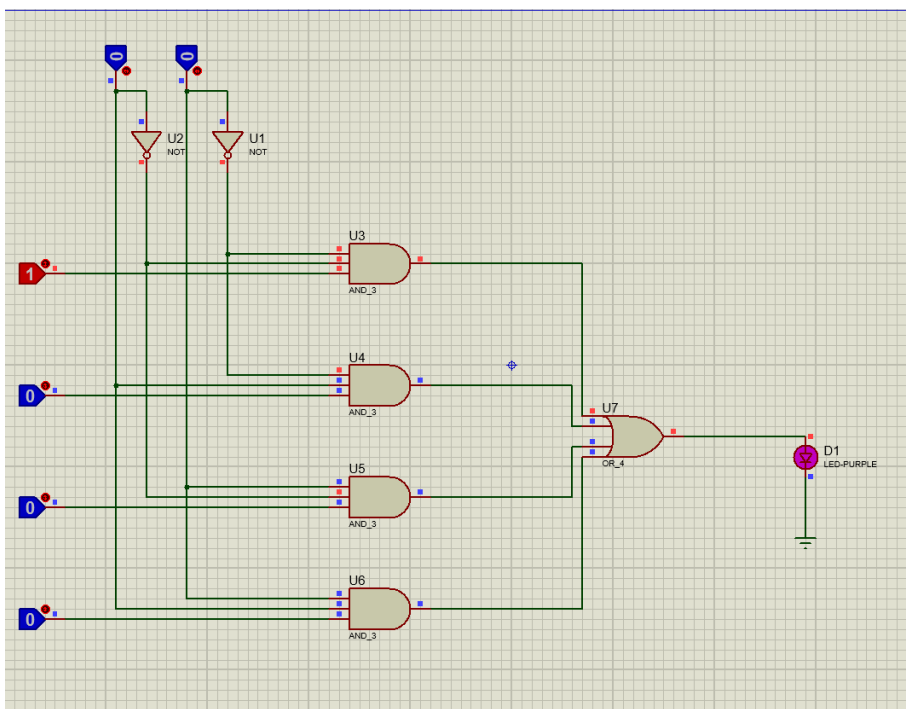 0 0
U2 U1
NOT NOT
U3
1
AND_3
U4
0
AND_3
U7
OR_4
D1
LED-PURPLE
U5
0
AND_3
U6
0
AND_3